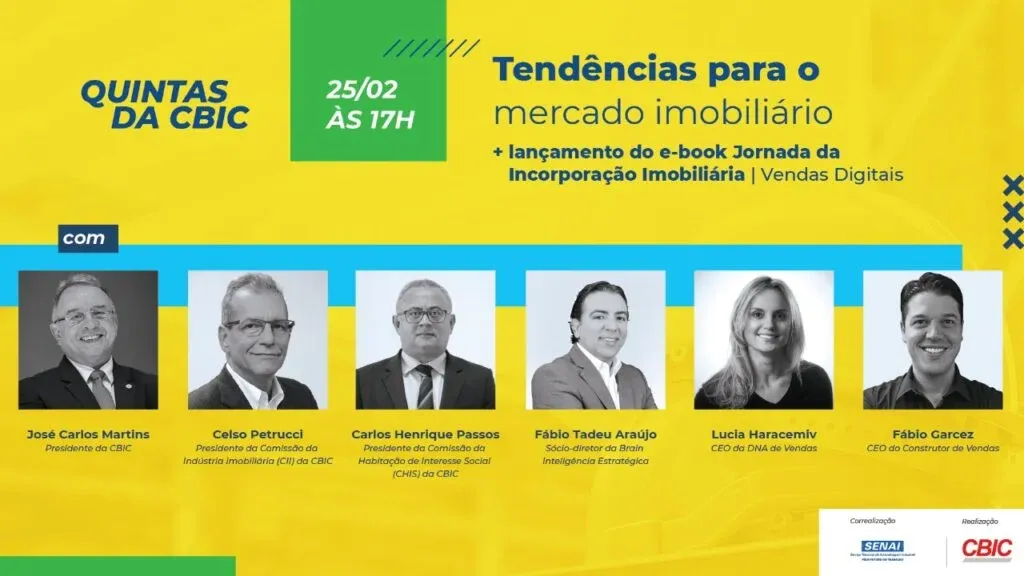 QUINTAS
DA CBIC
25/02
ÀS 17H
Tendências para o
mercado imobiliário
+ lançamento do e-book Jornada da
Incorporação Imobiliária | Vendas Digitais
com
José Carlos Martins
Presidente da CBIC
Celso Petrucci
Presidente da Comissão da
Indústria imobiliária (CII) da CBIC
Carlos Henrique Passos
Presidente da Comissão da
Habitação de Interesse Social
(CHIS) da CBIC
Fábio Tadeu Araújo
Sócio-diretor da Brain
Inteligência Estratégica
Lucia Haracemiv
CEO da DNA de Vendas
Fábio Garcez
CEO do Construtor de Vendas
Correalização
SENAI
Realização
CBIC